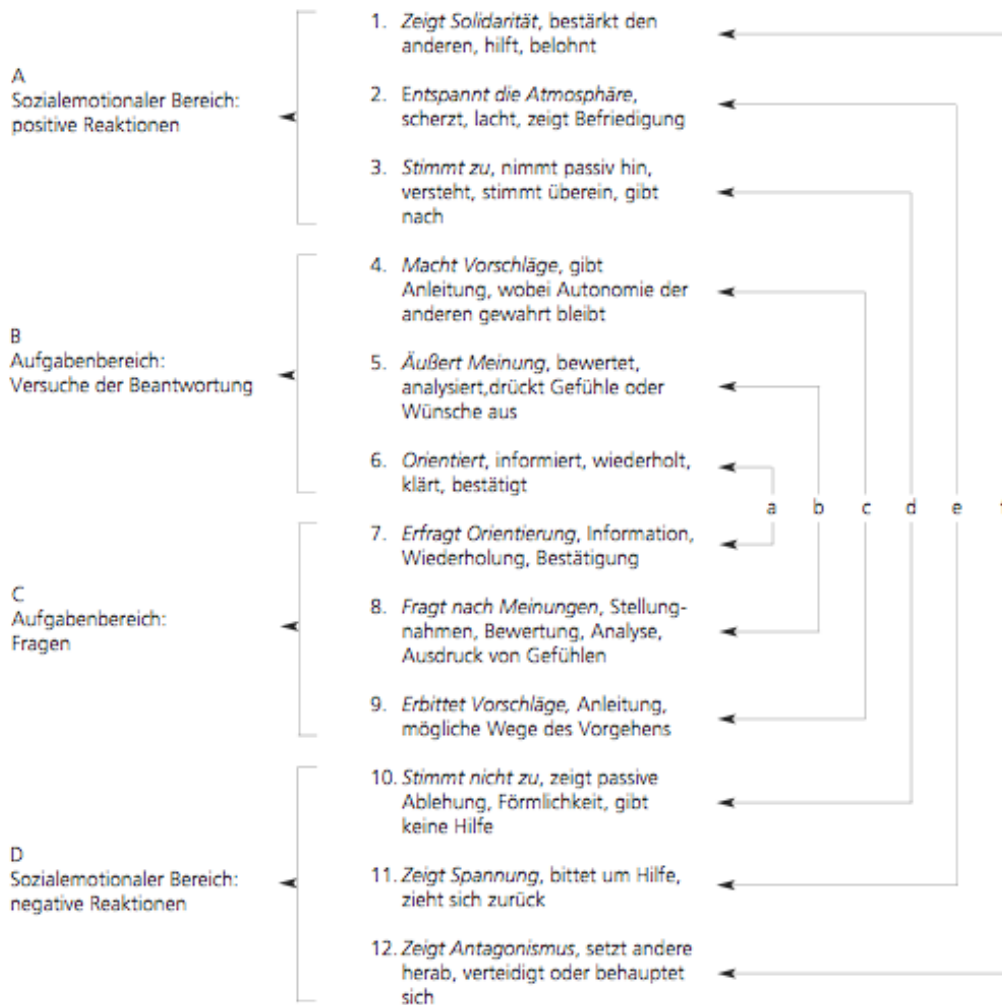 A
Sozialemotionaler Bereich:
positive Reaktionen
1. Zeigt Solidarität, bestärkt den
anderen, hilft, belohnt
2. Entspannt die Atmosphäre,
scherzt, lacht, zeigt Befriedigung
3. Stimmt zu, nimmt passiv hin,
versteht, stimmt überein, gibt
nach
B
Aufgabenbereich:
Versuche der Beantwortung
4. Macht Vorschläge, gibt
Anleitung, wobei Autonomie der
anderen gewahrt bleibt
5. Äußert Meinung, bewertet,
analysiert,drückt Gefühle oder
Wünsche aus
6. Orientiert, informiert, wiederholt,
klärt, bestätigt
a b c d e
C
Aufgabenbereich:
Fragen
7. Erfragt Orientierung, Information,
Wiederholung, Bestätigung
8. Fragt nach Meinungen, Stellung-
nahmen, Bewertung, Analyse,
Ausdruck von Gefühlen
9. Erbittet Vorschläge, Anleitung,
mögliche Wege des Vorgehens
D
Sozialemotionaler Bereich:
negative Reaktionen
10. Stimmt nicht zu, zeigt passive
Ablehung, Förmlichkeit, gibt
keine Hilfe
11. Zeigt Spannung, bittet um Hilfe,
zieht sich zurück
12. Zeigt Antagonismus, setzt andere
herab, verteidigt oder behauptet
sich